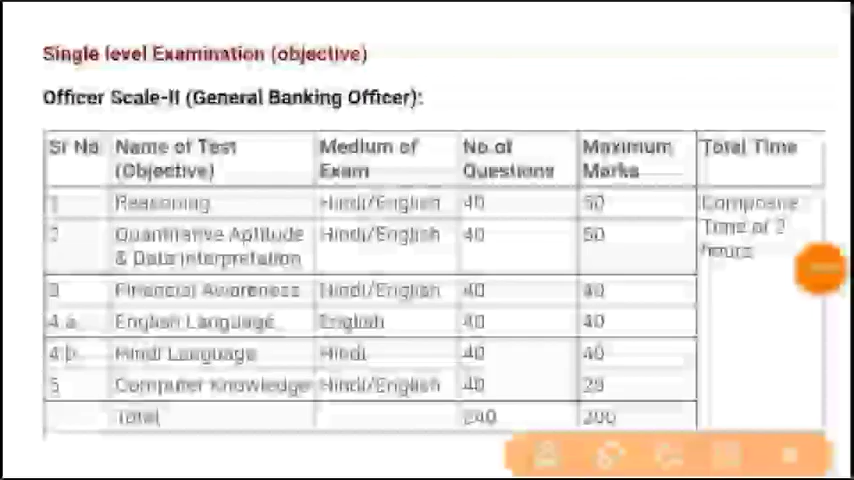 Single level Examination (objective)
Officer Scale-II (General Banking Officer):
Sr No Name of Test (Objective) Medium of Exam No.of Questions Maximum Marks Total Time
1 Reasoning Hindi/English 40 50 Composite Time of 2 hours
2 Quantitative Aptitude & Data Interpretation Hindi/English 40 50
3 Financial Awareness Hindi/English 40 40
4 a. English Language English 40 40
4 b. Hindi Language Hindi 40 40
5 Computer Knowledge Hindi/English 40 20
Total 240 200